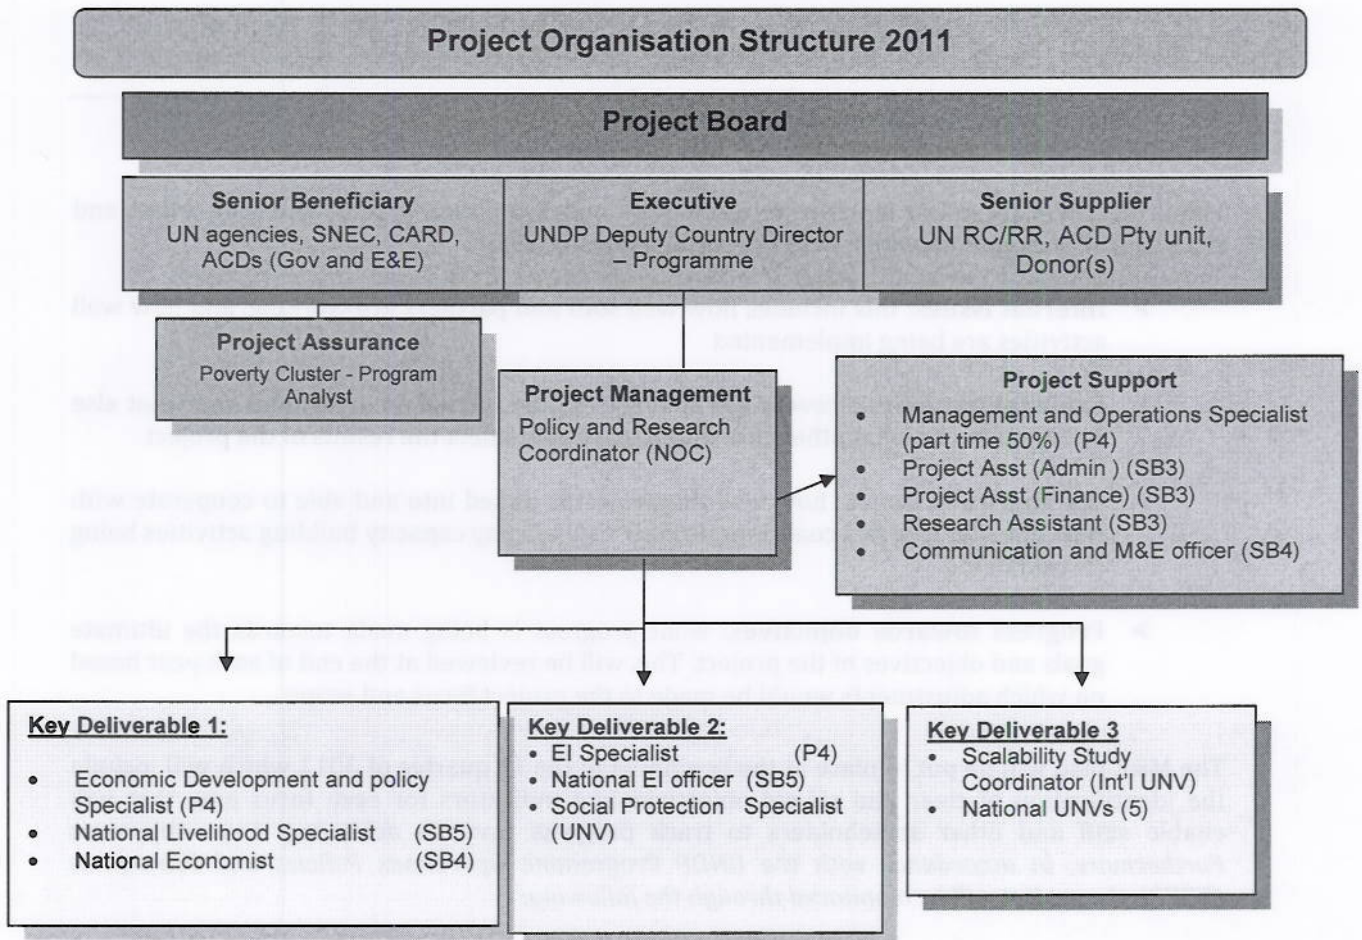 Project Organisation Structure 2011
Project Board
Senior Beneficiary
UN agencies, SNEC, CARD,
ACDs (Gov and E&E)
Executive
UNDP Deputy Country Director
– Programme
Senior Supplier
UN RC/RR, ACD Pty unit,
Donor(s)
Project Assurance
Poverty Cluster - Program
Analyst
Project Management
Policy and Research
Coordinator (NOC)
Project Support
• Management and Operations Specialist
(part time 50%) (P4)
• Project Asst (Admin ) (SB3)
• Project Asst (Finance) (SB3)
• Research Assistant (SB3)
• Communication and M&E officer (SB4)
Key Deliverable 1:
• Economic Development and policy
Specialist (P4)
• National Livelihood Specialist (SB5)
• National Economist (SB4)
Key Deliverable 2:
• EI Specialist (P4)
• National EI officer (SB5)
• Social Protection Specialist
(UNV)
Key Deliverable 3
• Scalability Study
Coordinator (Int'l UNV)
• National UNVs (5)